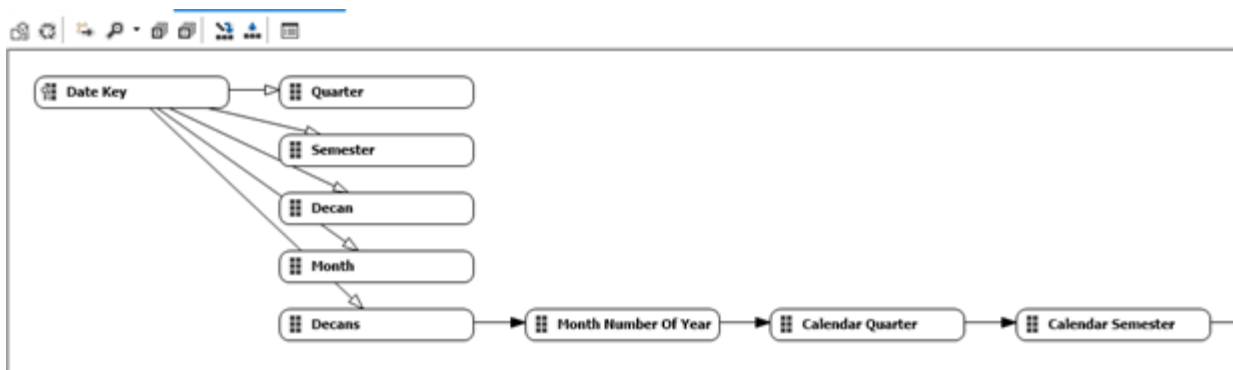 Date Key
Quarter
Semester
Decan
Month
Decans
Month Number Of Year
Calendar Quarter
Calendar Semester